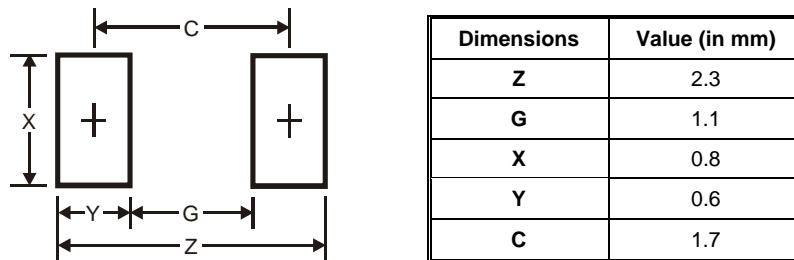 C
X
Y
G
Z
Dimensions Value (in mm)
Z 2.3
G 1.1
X 0.8
Y 0.6
C 1.7